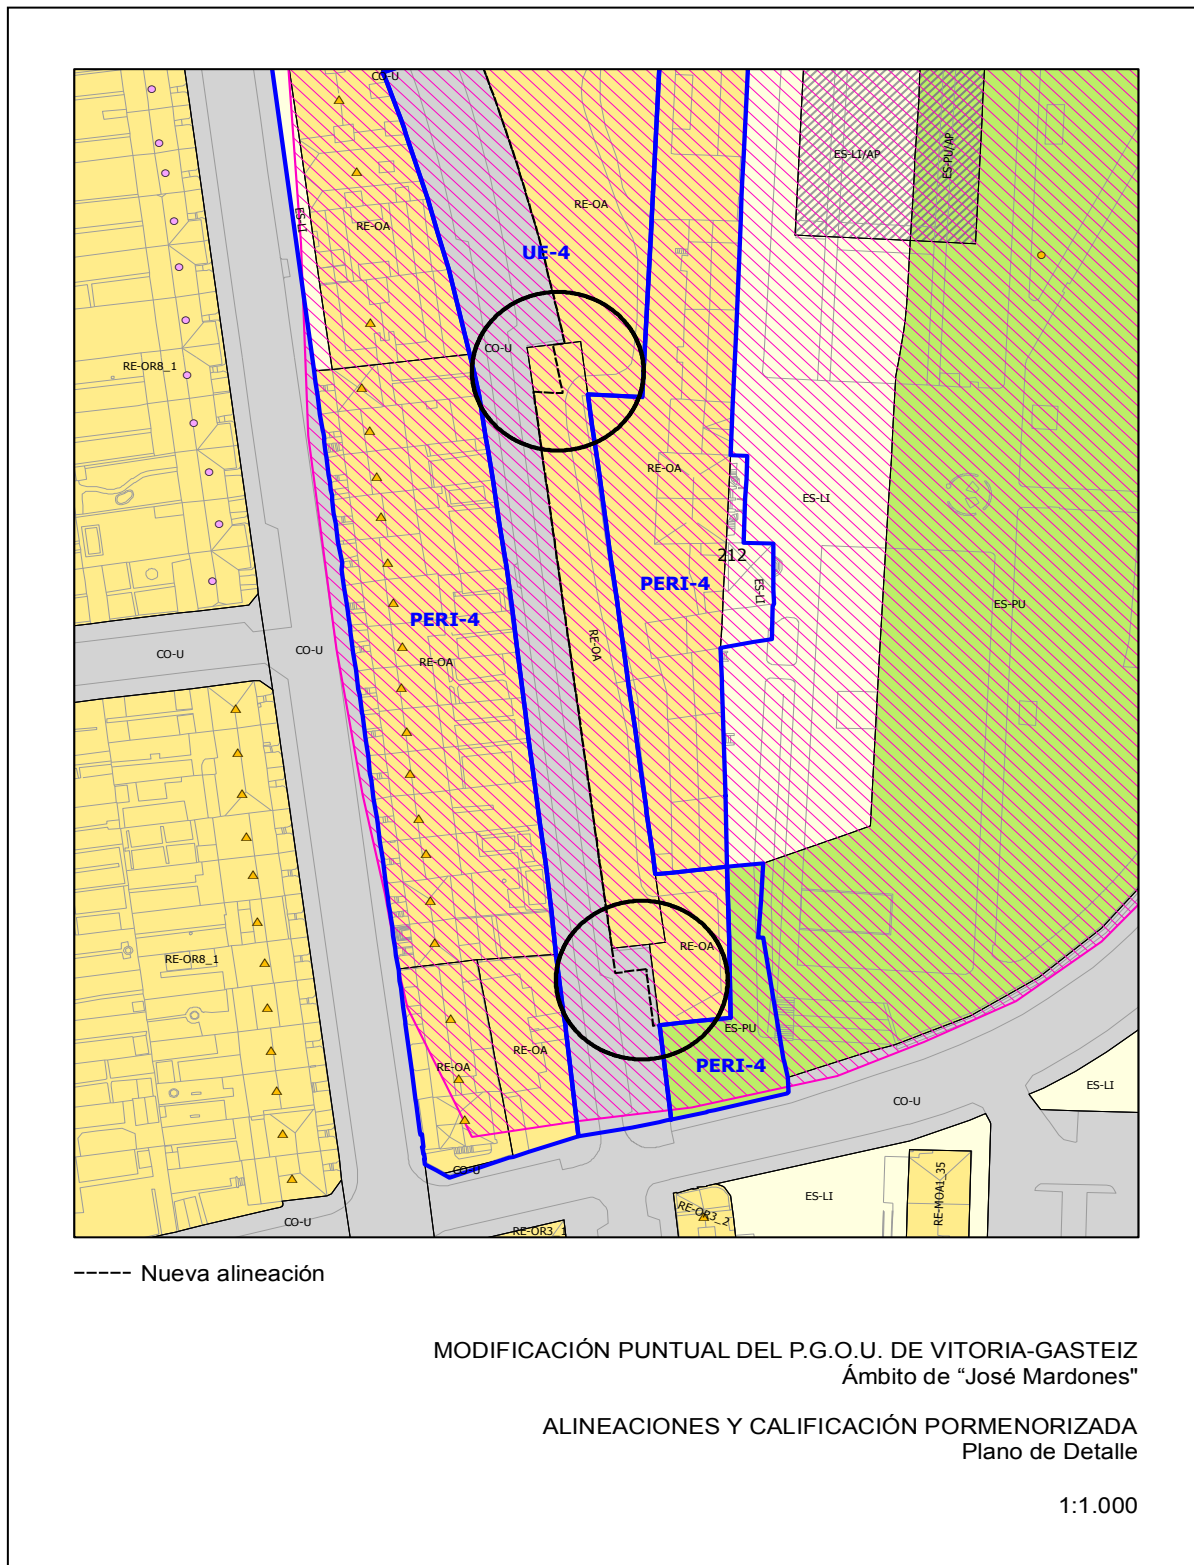 CO-U
ES-LI/AP
ES-PU/AP
RE-OA
ES-LI
RE-OA
UE-4
CO-U
RE-OR8_1
RE-OA
ES-LI
212
PERI-4
ES-LI
ES-PU
PERI-4
RE-OA
CO-U
CO-U
RE-OA
RE-OR8_1
RE-OA
RE-OA
ES-PU
RE-OA
PERI-4
ES-LI
CO-U
CO-U
ES-LI
RE-MOA1_35
RE-OR3_2
CO-U
RE-OR3_1
----- Nueva alineación
MODIFICACIÓN PUNTUAL DEL P.G.O.U. DE VITORIA-GASTEIZ
Ámbito de “José Mardones"
ALINEACIONES Y CALIFICACIÓN PORMENORIZADA
Plano de Detalle
1:1.000